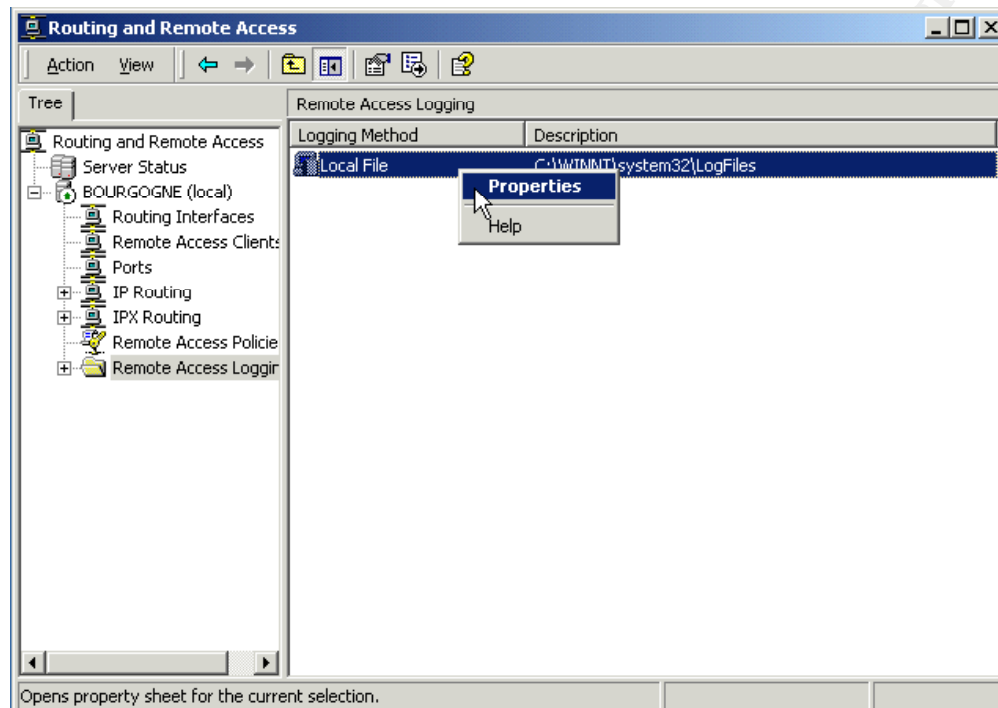 Routing and Remote Access
Action View
Tree
Remote Access Logging
Logging Method Description
Local File C:\WINNT\system32\LogFiles
Properties
Help
Routing and Remote Access
Server Status
BOURGOGNE (local)
Routing Interfaces
Remote Access Clients
Ports
IP Routing
IPX Routing
Remote Access Policie
Remote Access Loggin
Opens property sheet for the current selection.